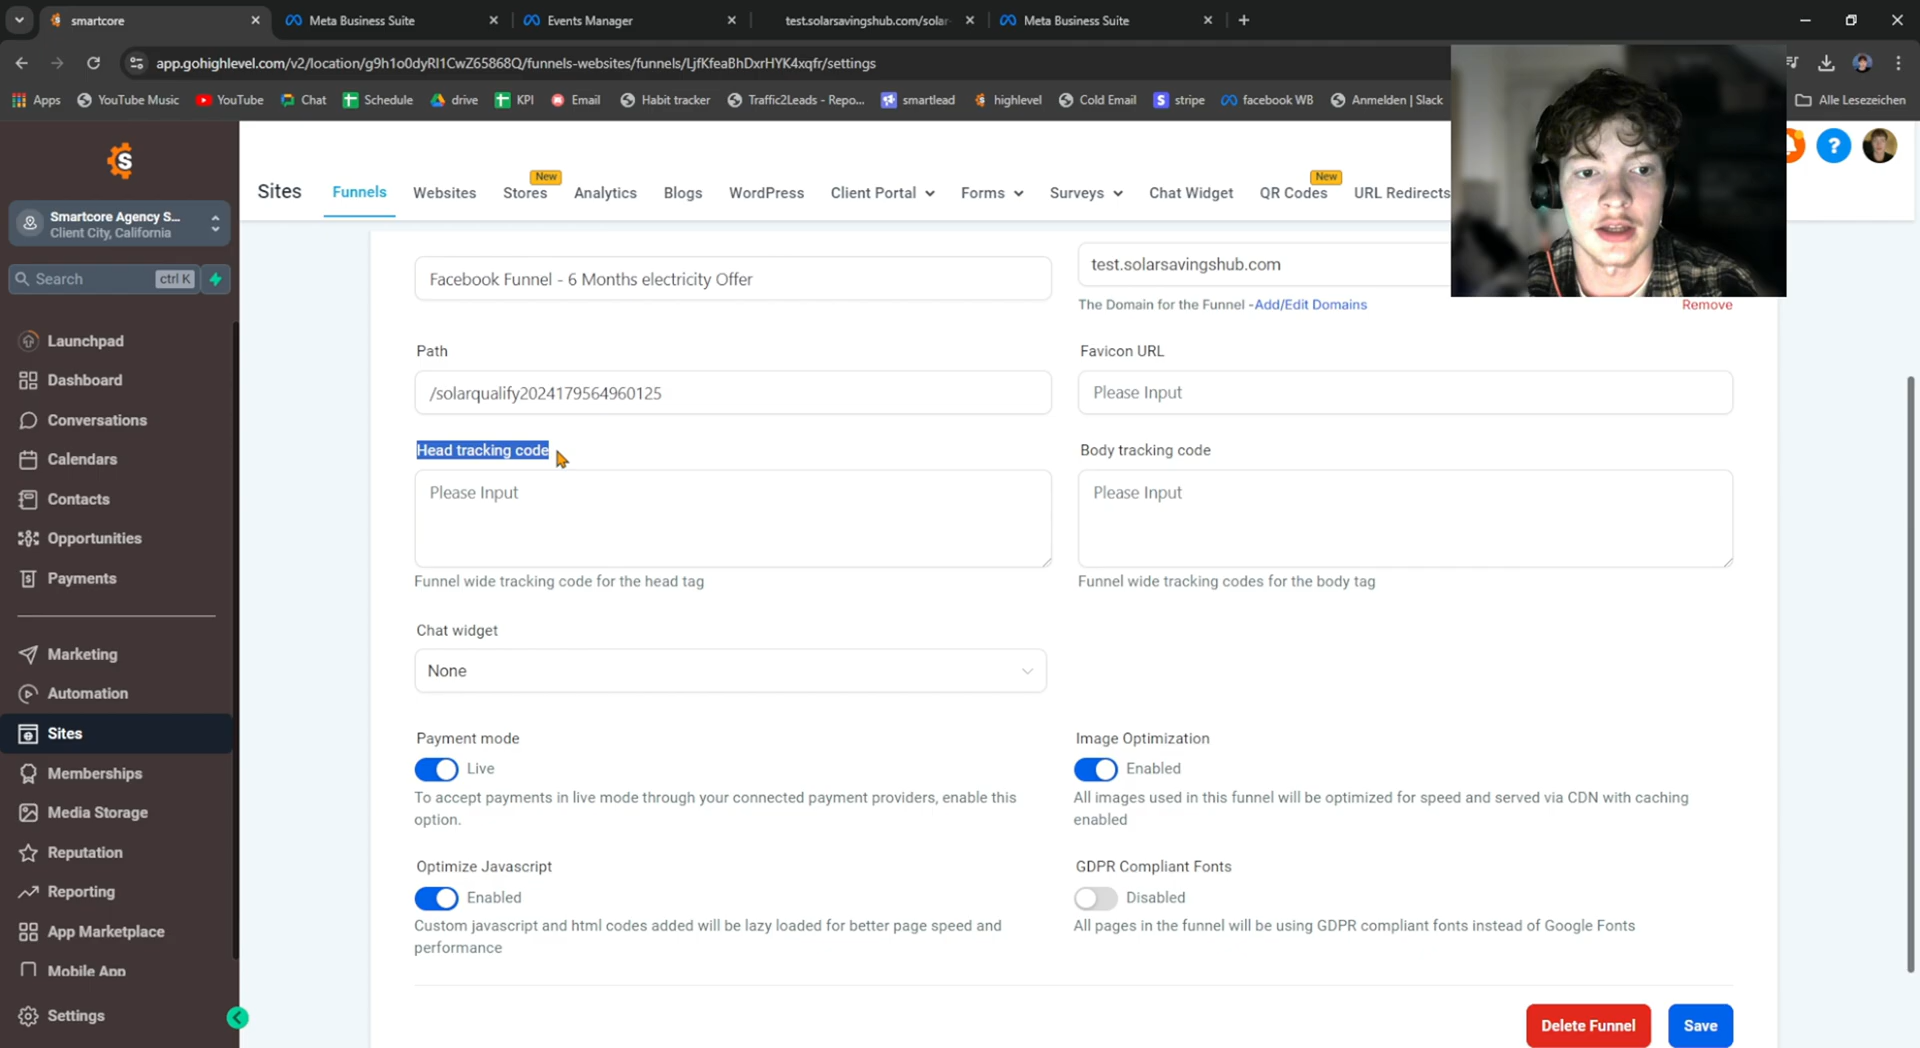 smartcore
Meta Business Suite
Events Manager
test.solarsavingshub.com/solar-
Meta Business Suite
app.gohighlevel.com/v2/location/g9h1o0dyRI1CwZ65868Q/funnels-websites/funnels/LjfKfeaBhDxrHYK4xqfr/settings
Apps
YouTube Music
YouTube
Chat
Schedule
drive
KPI
Email
Habit tracker
Traffic2Leads - Repo...
smartlead
highlevel
Cold Email
stripe
facebook WB
Anmelden | Slack
Alle Lesezeichen
S
Smartcore Agency S...
Client City, California
Search
ctrl K
Launchpad
Dashboard
Conversations
Calendars
Contacts
Opportunities
Payments
Marketing
Automation
Sites
Memberships
Media Storage
Reputation
Reporting
App Marketplace
Mobile App
Settings
Sites
Funnels
Websites
New
Stores
Analytics
Blogs
WordPress
Client Portal
Forms
Surveys
Chat Widget
New
QR Codes
URL Redirects
?
Facebook Funnel - 6 Months electricity Offer
test.solarsavingshub.com
The Domain for the Funnel -Add/Edit Domains
Remove
Path
/solarqualify2024179564960125
Favicon URL
Please Input
Head tracking code
Please Input
Funnel wide tracking code for the head tag
Body tracking code
Please Input
Funnel wide tracking codes for the body tag
Chat widget
None
Payment mode
Live
To accept payments in live mode through your connected payment providers, enable this
option.
Image Optimization
Enabled
All images used in this funnel will be optimized for speed and served via CDN with caching
enabled
Optimize Javascript
Enabled
Custom javascript and html codes added will be lazy loaded for better page speed and
performance
GDPR Compliant Fonts
Disabled
All pages in the funnel will be using GDPR compliant fonts instead of Google Fonts
Delete Funnel
Save